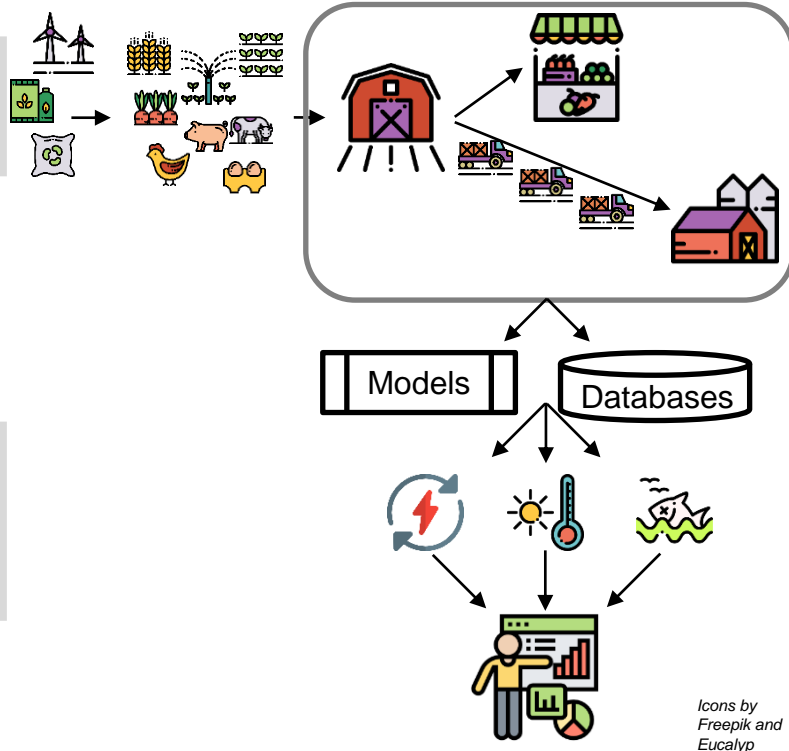 Models
Databases
Icons by
Freepik and
Eucalyp